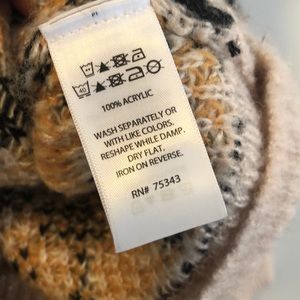 100% ACRYLIC
WASH SEPARATELY OR
WITH LIKE COLORS.
RESHAPE WHILE DAMP.
DRY FLAT.
IRON ON REVERSE.
RN# 75343